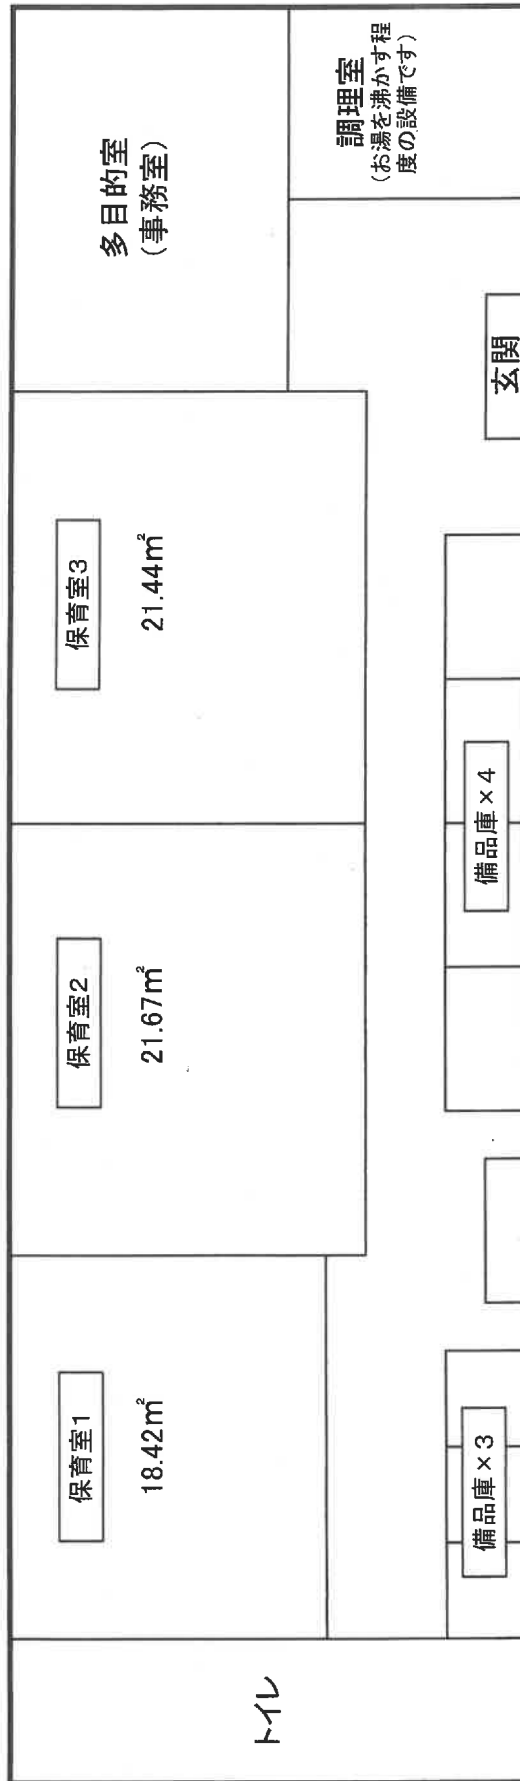 トイレ
保育室1
18.42㎡
保育室2
21.67㎡
保育室3
21.44㎡
多目的室
(事務室)
調理室
(お湯を沸かす程
度の設備です)
備品庫×3
備品庫×4
玄関